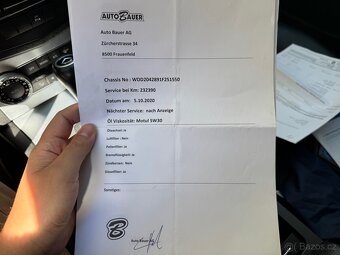 AUTO BAUER
Auto Bauer AG
Zürcherstrasse 34
8500 Frauenfeld
Chassis No: WDD2042891F251550
Service bei Km: 232390
Datum am: 5.10.2020
Nächster Service: nach Anzeige
Öl Viskosität: Motul 5W30
Ölwechsel: Ja
Luftfilter: Nein
Pollenfilter: Ja
Bremsflüssigkeit: Ja
Zündkerzen: Nein
Dieselfilter: Ja
Sonstiges:
B
Auto Bauer AG
Bazoš.cz